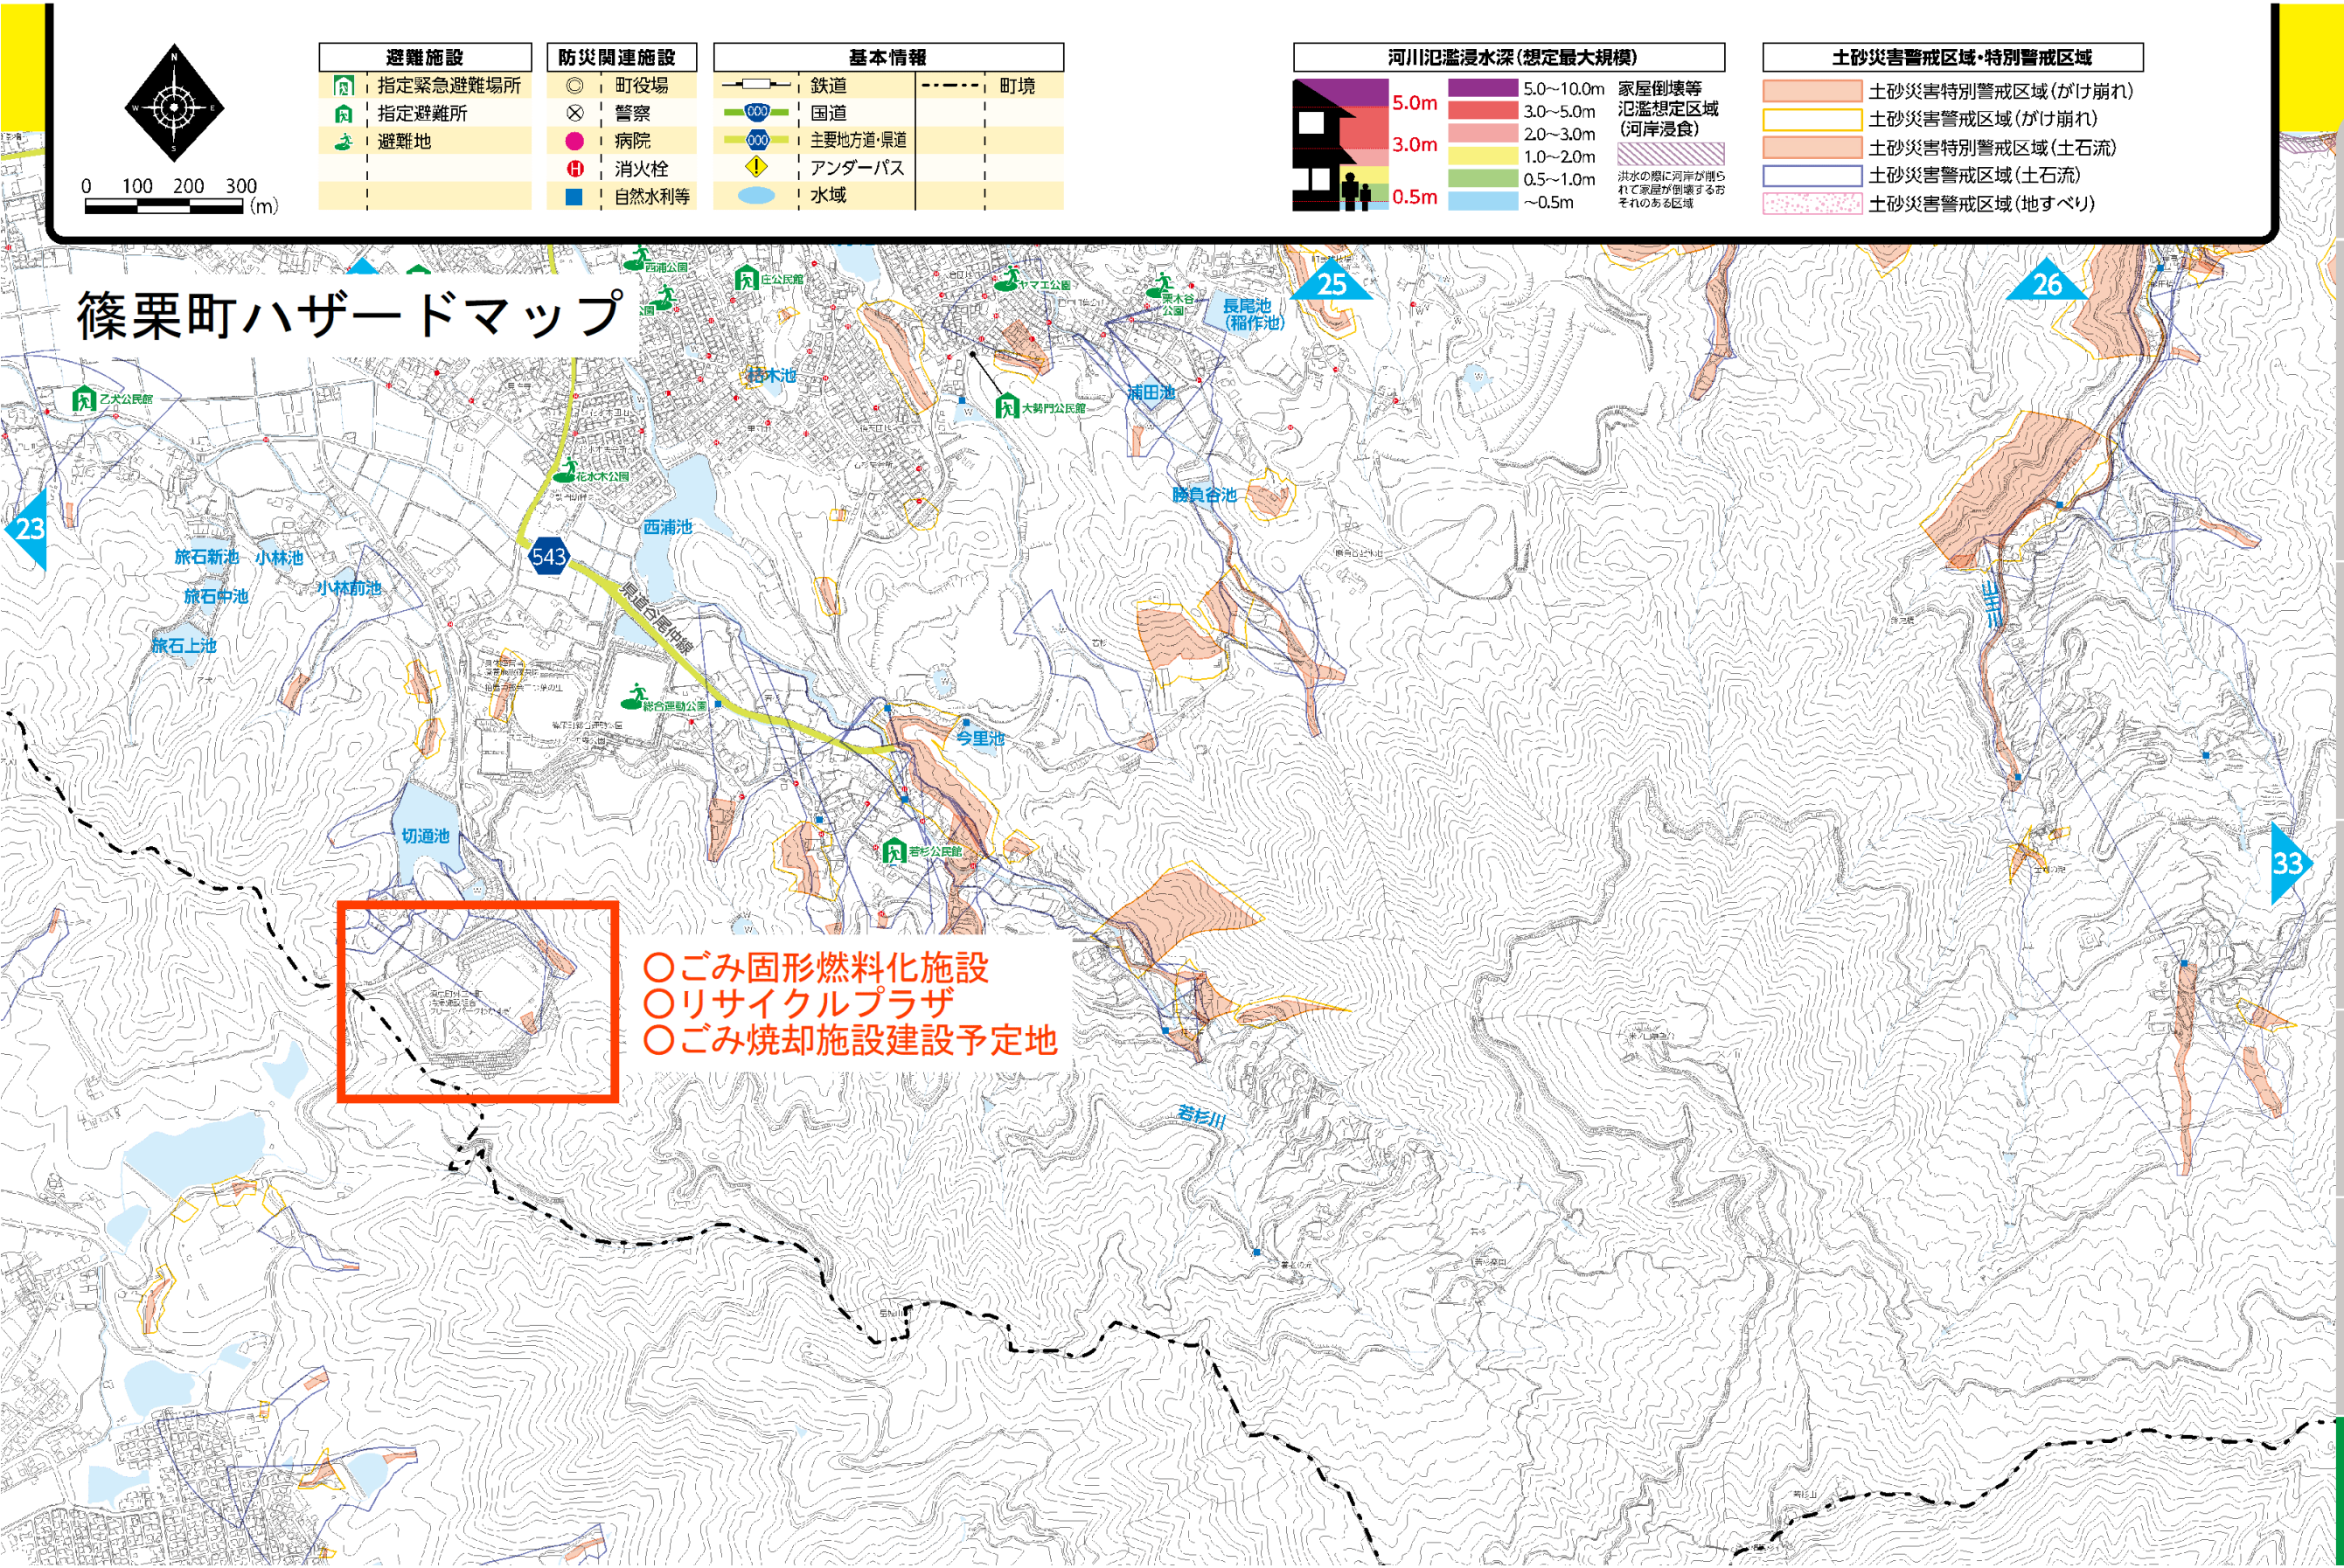 N
W
E
S
0 100 200 300
(m)
避難施設
指定緊急避難場所
指定避難所
避難地
防災関連施設
町役場
警察
病院
消火栓
自然水利等
基本情報
鉄道
町境
000 国道
000 主要地方道・県道
アンダーパス
水域
河川氾濫浸水深(想定最大規模)
5.0m
3.0m
0.5m
5.0~10.0m
3.0~5.0m
2.0~3.0m
1.0~2.0m
0.5~1.0m
~0.5m
家屋倒壊等
氾濫想定区域
(河岸浸食)
洪水の際に河岸が削ら
れて家屋が倒壊するお
それのある区域
土砂災害警戒区域・特別警戒区域
土砂災害特別警戒区域(がけ崩れ)
土砂災害警戒区域(がけ崩れ)
土砂災害特別警戒区域(土石流)
土砂災害警戒区域(土石流)
土砂災害警戒区域(地すべり)
篠栗町ハザードマップ
西浦公園
庄公民館
ヤマエ公園
栗木谷
公園
長尾池
(稲作池)
25
26
乙犬公民館
浦田池
大勢門公民館
花水木公園
勝負谷池
西浦池
23
543
旅石新池
小林池
小林前池
旅石中池
旅石上池
県道谷尾仲線
総合運動公園
今里池
切通池
若杉公民館
33
〇ごみ固形燃料化施設
〇リサイクルプラザ
〇ごみ焼却施設建設予定地
若杉川